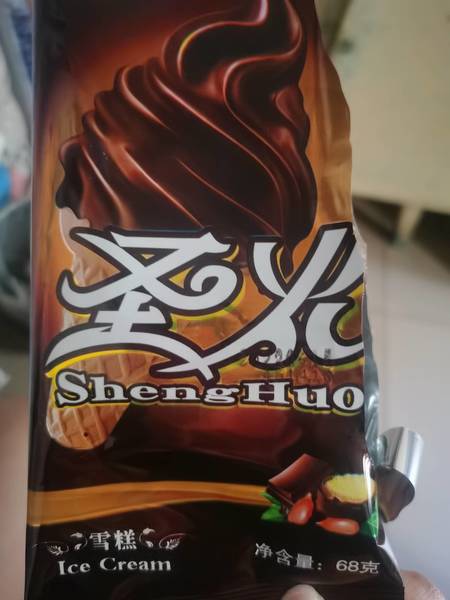 圣火
ShengHuo
雪糕
Ice Cream
净含量：68克